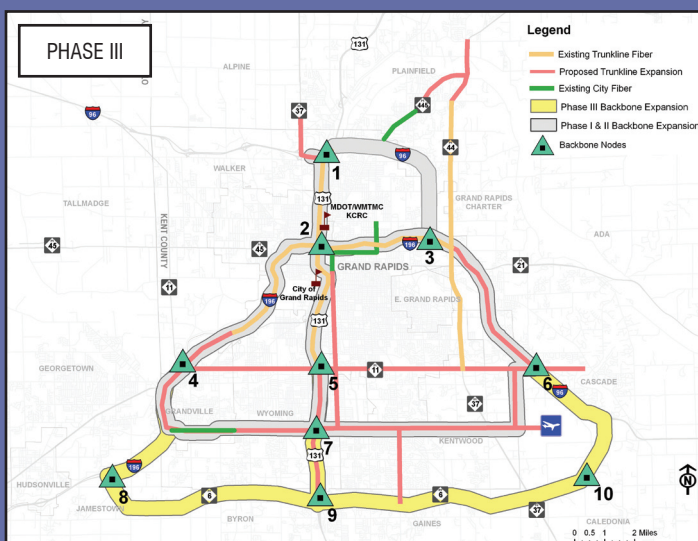 PHASE III
Legend
Existing Trunkline Fiber
Proposed Trunkline Expansion
Existing City Fiber
Phase III Backbone Expansion
Phase I & II Backbone Expansion
Backbone Nodes
131
ALPINE
PLAINFIELD
96
37
44
1
96
44
WALKER
131
MDOT/WMTMC
KCRC
TALLMADGE
KENT COUNTY
GRAND RAPIDS
CHARTER
ADA
45
45
2
196
3
GRAND RAPIDS
21
11
196
City of
Grand Rapids
E. GRAND RAPIDS
131
GEORGETOWN
4
5
11
6
96
CASCADE
37
GRANDVILLE
WYOMING
7
KENTWOOD
131
196
HUDSONVILLE
8
JAMESTOWN
6
BYRON
9
6
GAINES
37
10
CALEDONIA
N
0 0.5 1 2 Miles